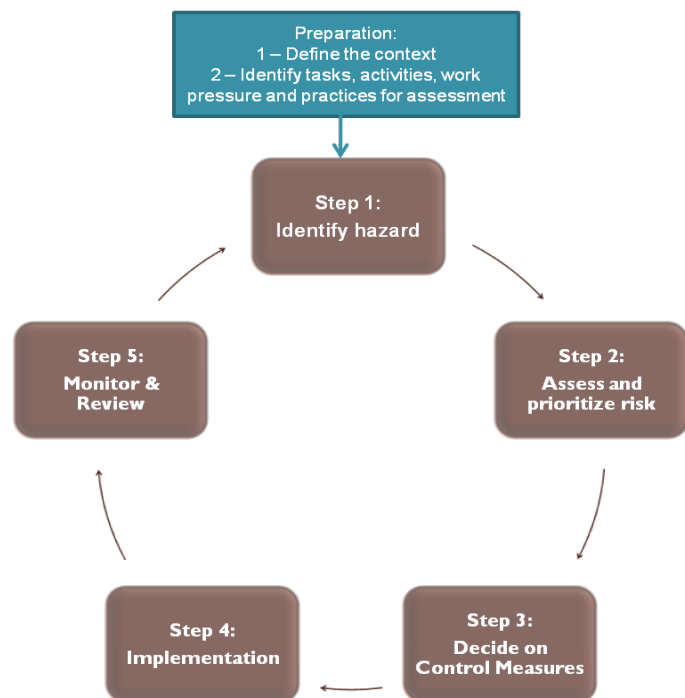 Preparation:
1 – Define the context
2 – Identify tasks, activities, work
pressure and practices for assessment
Step 1:
Identify hazard
Step 2:
Assess and
prioritize risk
Step 3:
Decide on
Control Measures
Step 4:
Implementation
Step 5:
Monitor &
Review